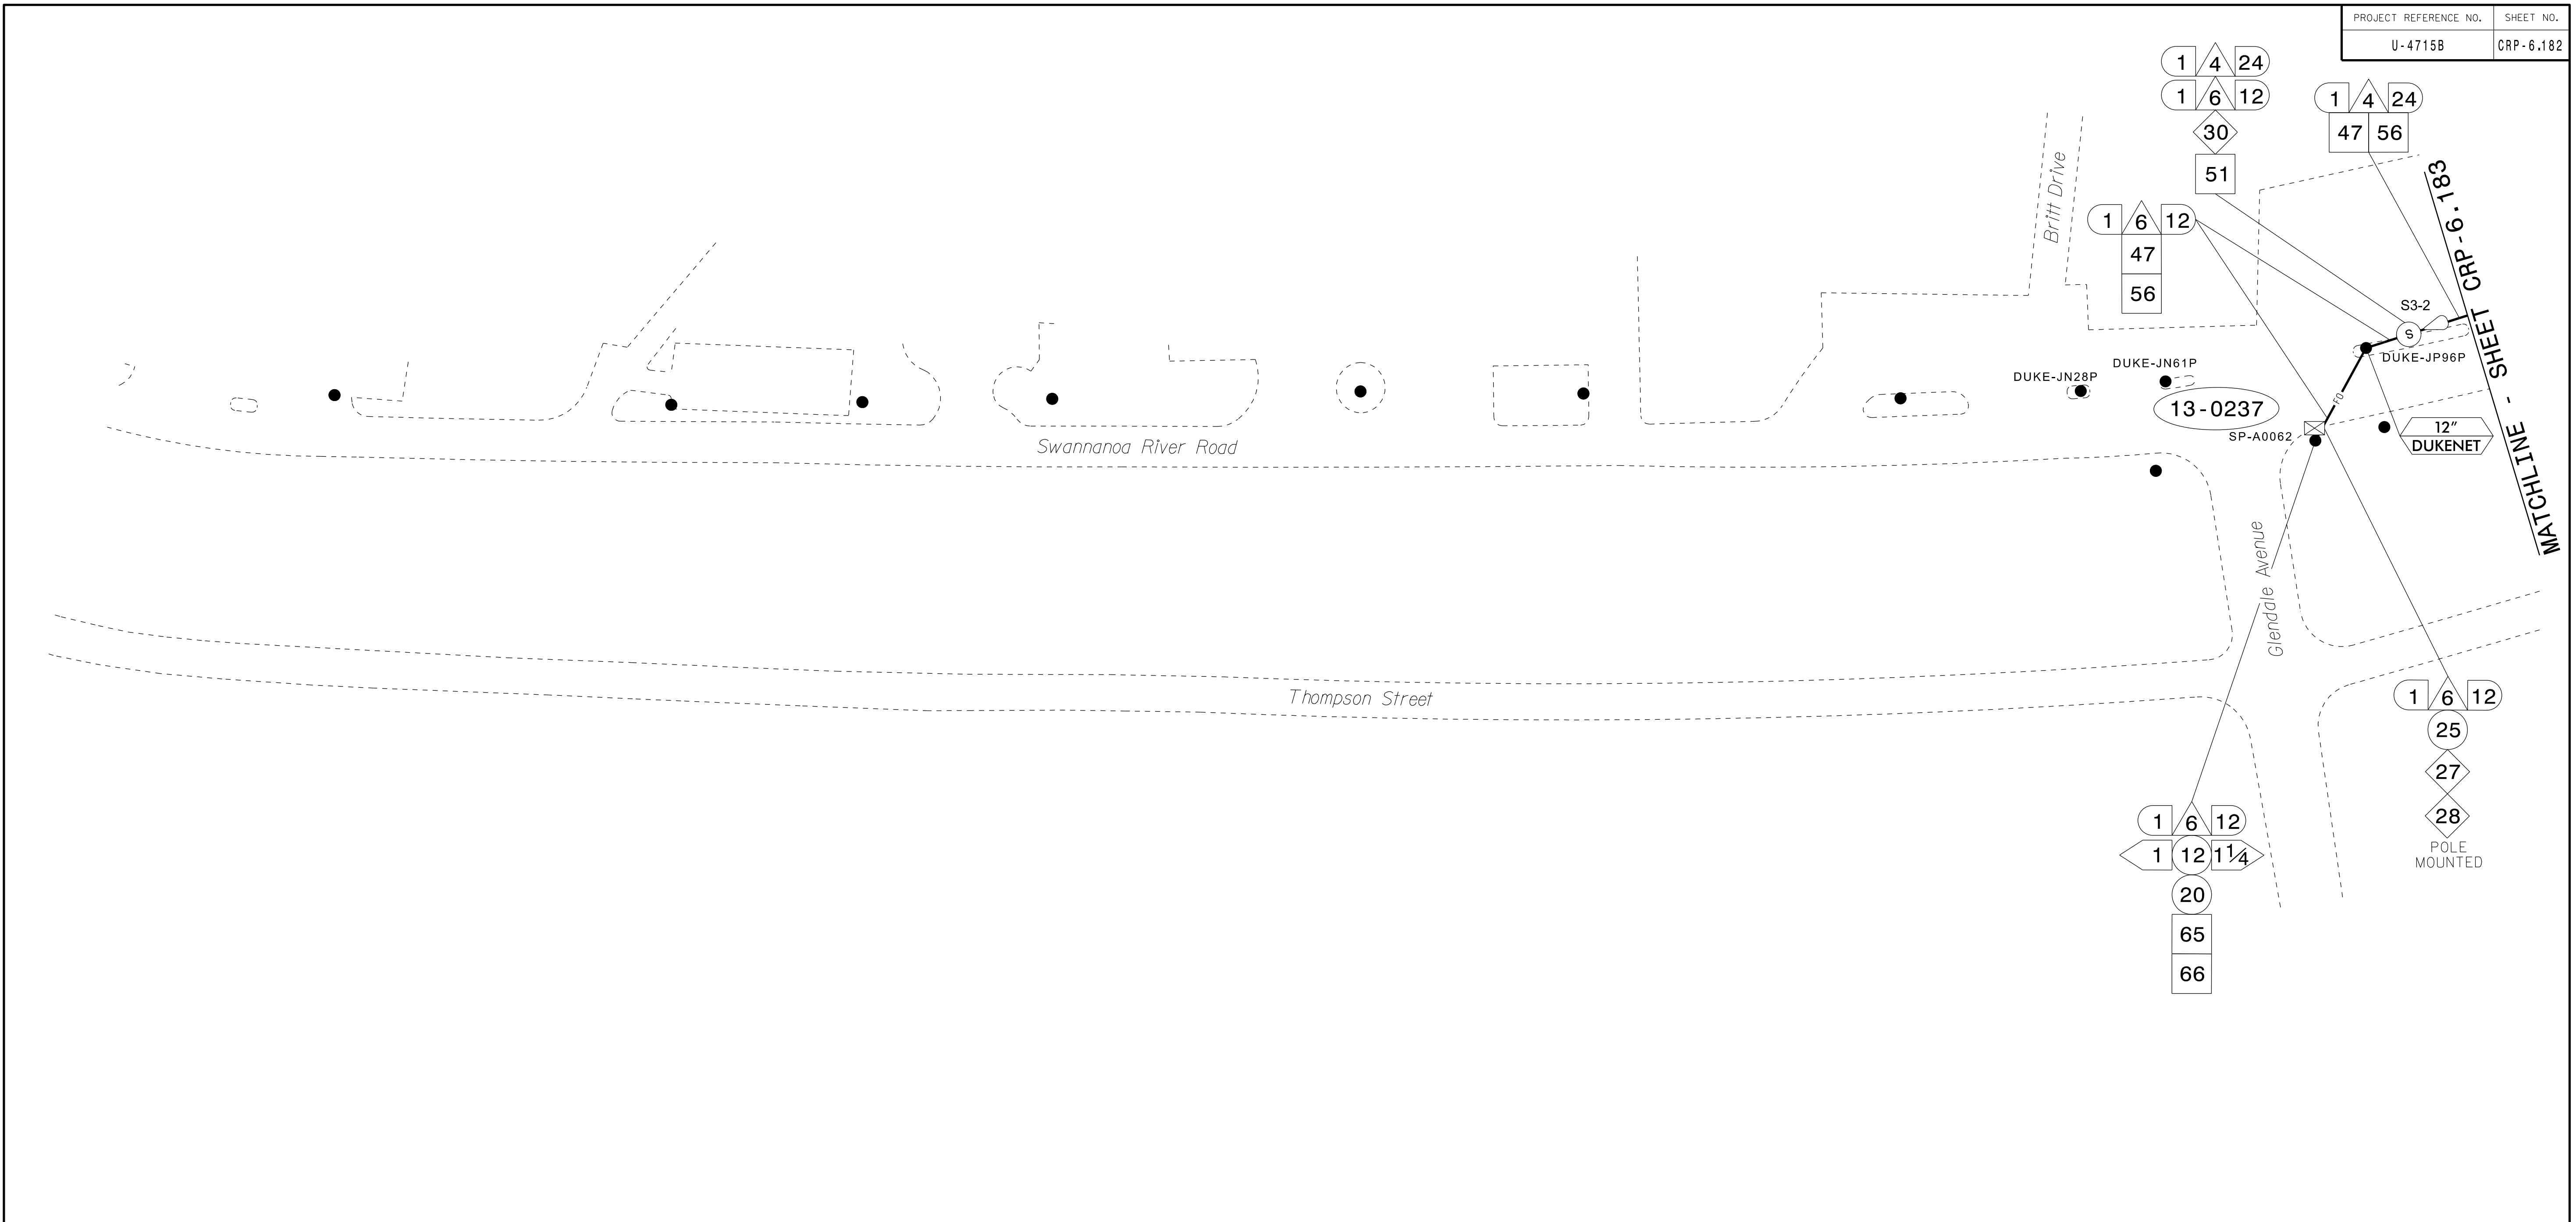 PROJECT REFERENCE NO. SHEET NO.
U-4715B CRP-6.182
1 4 24
1 6 12
30
51
1 4 24
47 56
1 6 12
47
56
Britt Drive
MATCHLINE - SHEET CRP-6.183
S3-2
S
DUKE-JP96P
DUKE-JN61P
DUKE-JN28P
13-0237
FO
12"
DUKENET
SP-A0062
Swannanoa River Road
Glendale Avenue
Thompson Street
1 6 12
25
27
28
POLE
MOUNTED
1 6 12
1 12 1 1/4
20
65
66